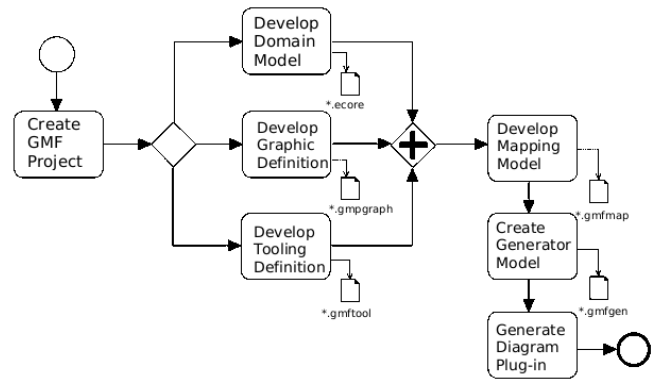 Develop
Domain
Model
*.ecore
Create
GMF
Project
Develop
Graphic
Definition
*.gmpgraph
Develop
Tooling
Definition
*.gmftool
Develop
Mapping
Model
*.gmfmap
Create
Generator
Model
*.gmfgen
Generate
Diagram
Plug-in